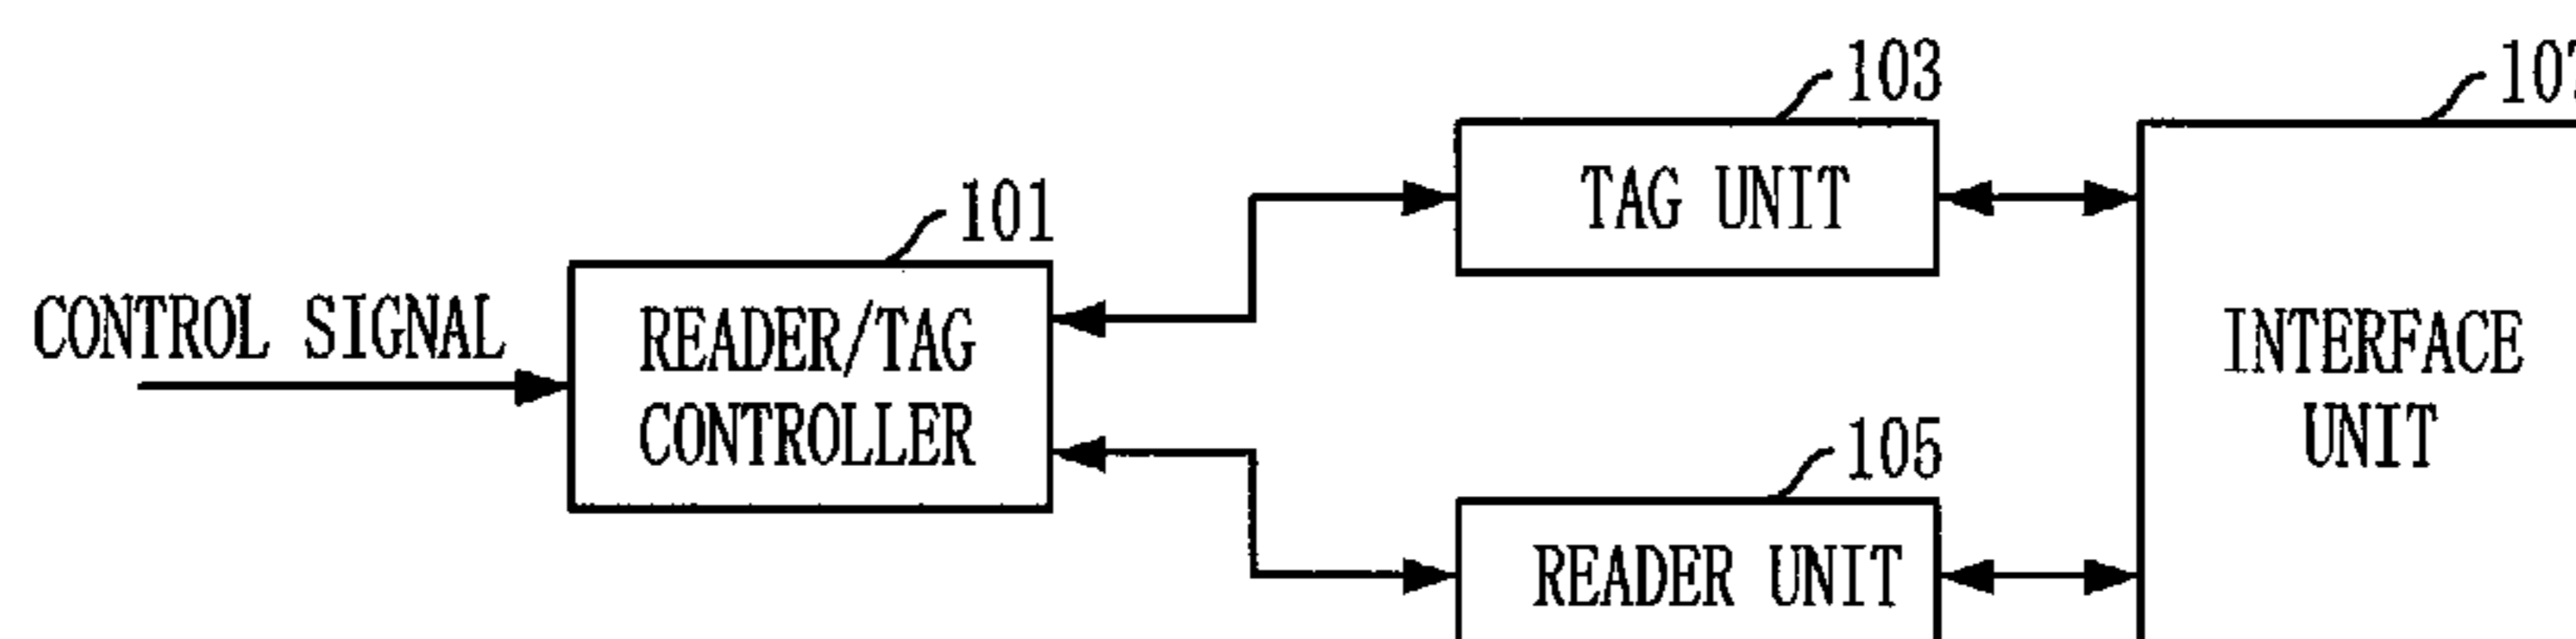 103
107
TAG UNIT
101
CONTROL SIGNAL
READER/TAG
CONTROLLER
INTERFACE
UNIT
105
READER UNIT